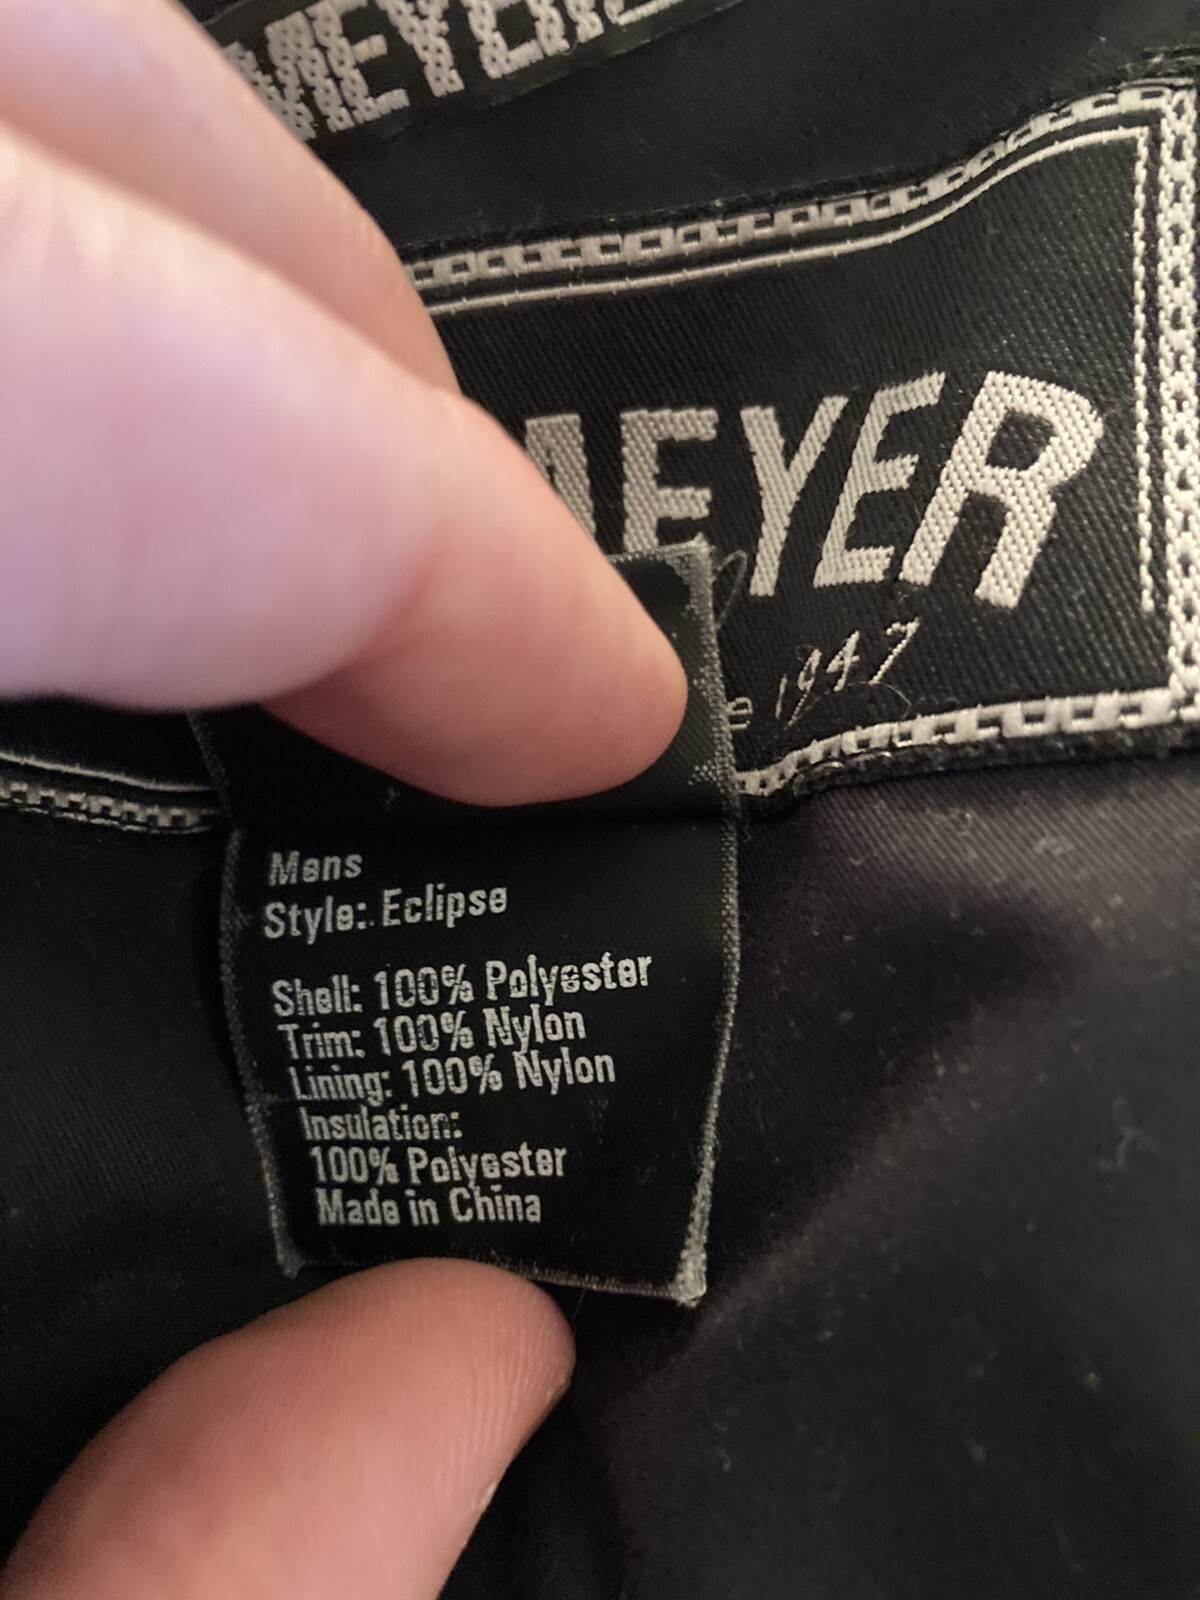 MEYER
MEYER
e 1947
Mens
Style: Eclipse
Shell: 100% Polyester
Trim: 100% Nylon
Lining: 100% Nylon
Insulation:
100% Polyester
Made in China